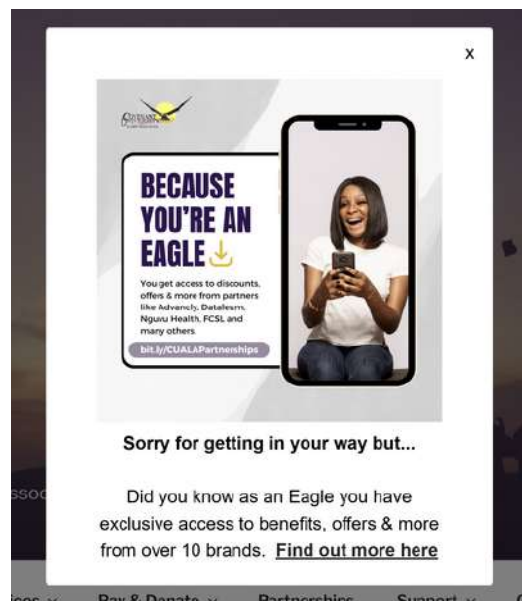 X
COVENANT
BECAUSE
YOU'RE AN
EAGLE
You get access to discounts,
offers & more from partners
like Advancly, Datalearn,
Nguvu Health, FCSL and
many others
bit.ly/CUALAPartnerships
Sorry for getting in your way but...
Did you know as an Eagle you have
exclusive access to benefits, offers & more
from over 10 brands. Find out more here
Pay & Donate
Partnerships
Support